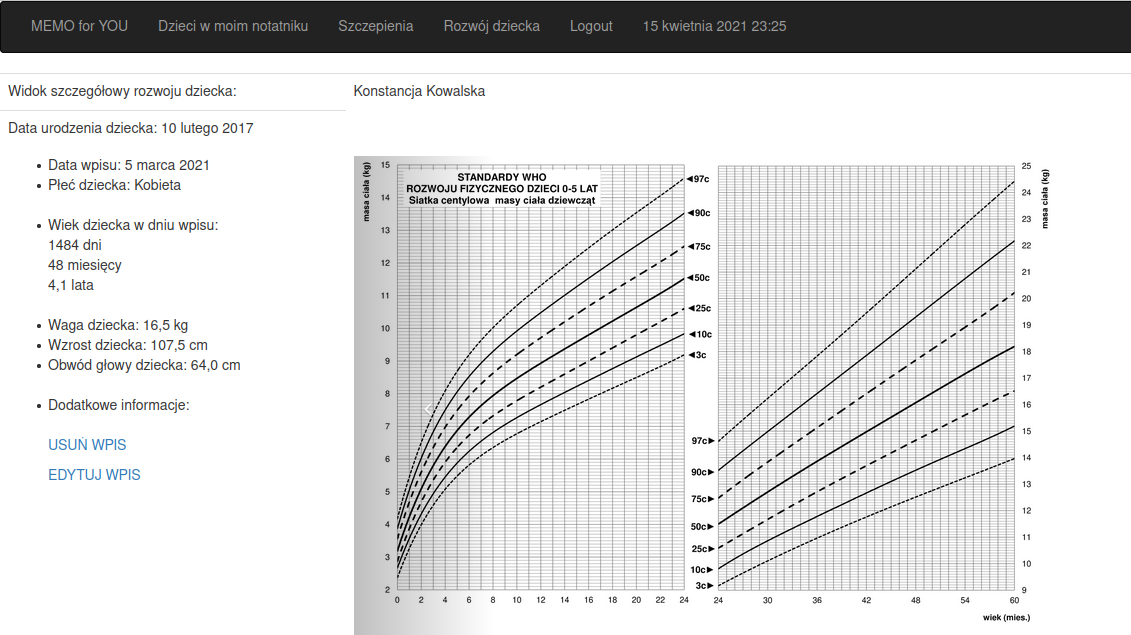 MEMO for YOU Dzieci w moim notatniku Szczepienia Rozwój dziecka Logout 15 kwietnia 2021 23:25
Widok szczegółowy rozwoju dziecka:
Konstancja Kowalska
Data urodzenia dziecka: 10 lutego 2017
Data wpisu: 5 marca 2021
Płeć dziecka: Kobieta
Wiek dziecka w dniu wpisu:
1484 dni
48 miesięcy
4,1 lata
Waga dziecka: 16,5 kg
Wzrost dziecka: 107,5 cm
Obwód głowy dziecka: 64,0 cm
Dodatkowe informacje:
USUŃ WPIS
EDYTUJ WPIS
masa ciała (kg)
STANDARDY WHO
ROZWOJU FIZYCZNEGO DZIECI 0-5 LAT
Siatka centylowa masy ciała dziewcząt
15
14
13
12
11
10
9
8
7
6
5
4
3
2
0 2 4 6 8 10 12 14 16 18 20 22 24
97c
90c
75c
50c
25c
10c
3c
97c
90c
75c
50c
25c
10c
3c
25
24
23
22
21
20
19
18
17
16
15
14
13
12
11
10
9
masa ciała (kg)
24 30 36 42 48 54 60
wiek (mies.)